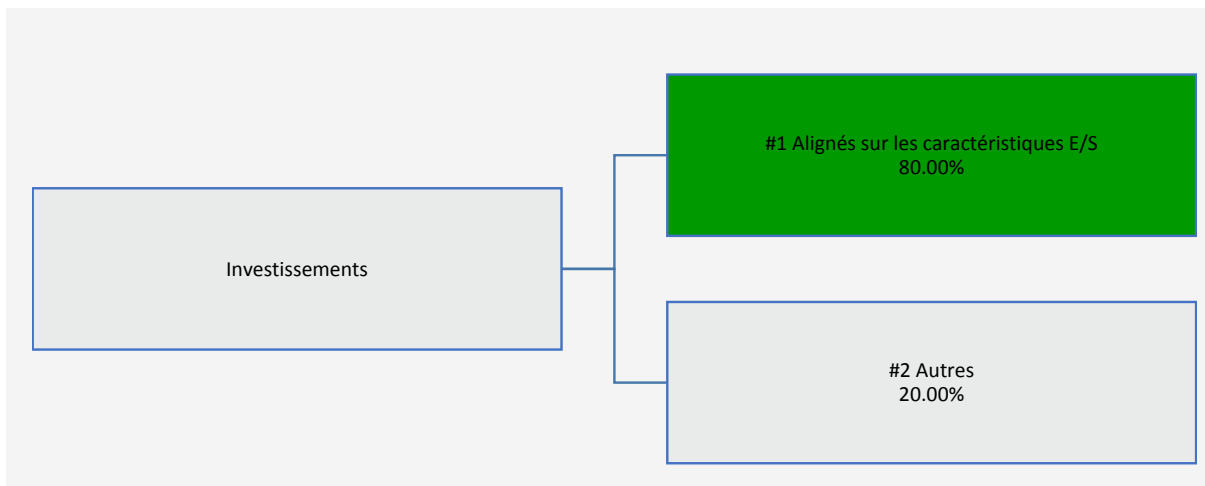 Investissements
#1 Alignés sur les caractéristiques E/S
80.00%
#2 Autres
20.00%